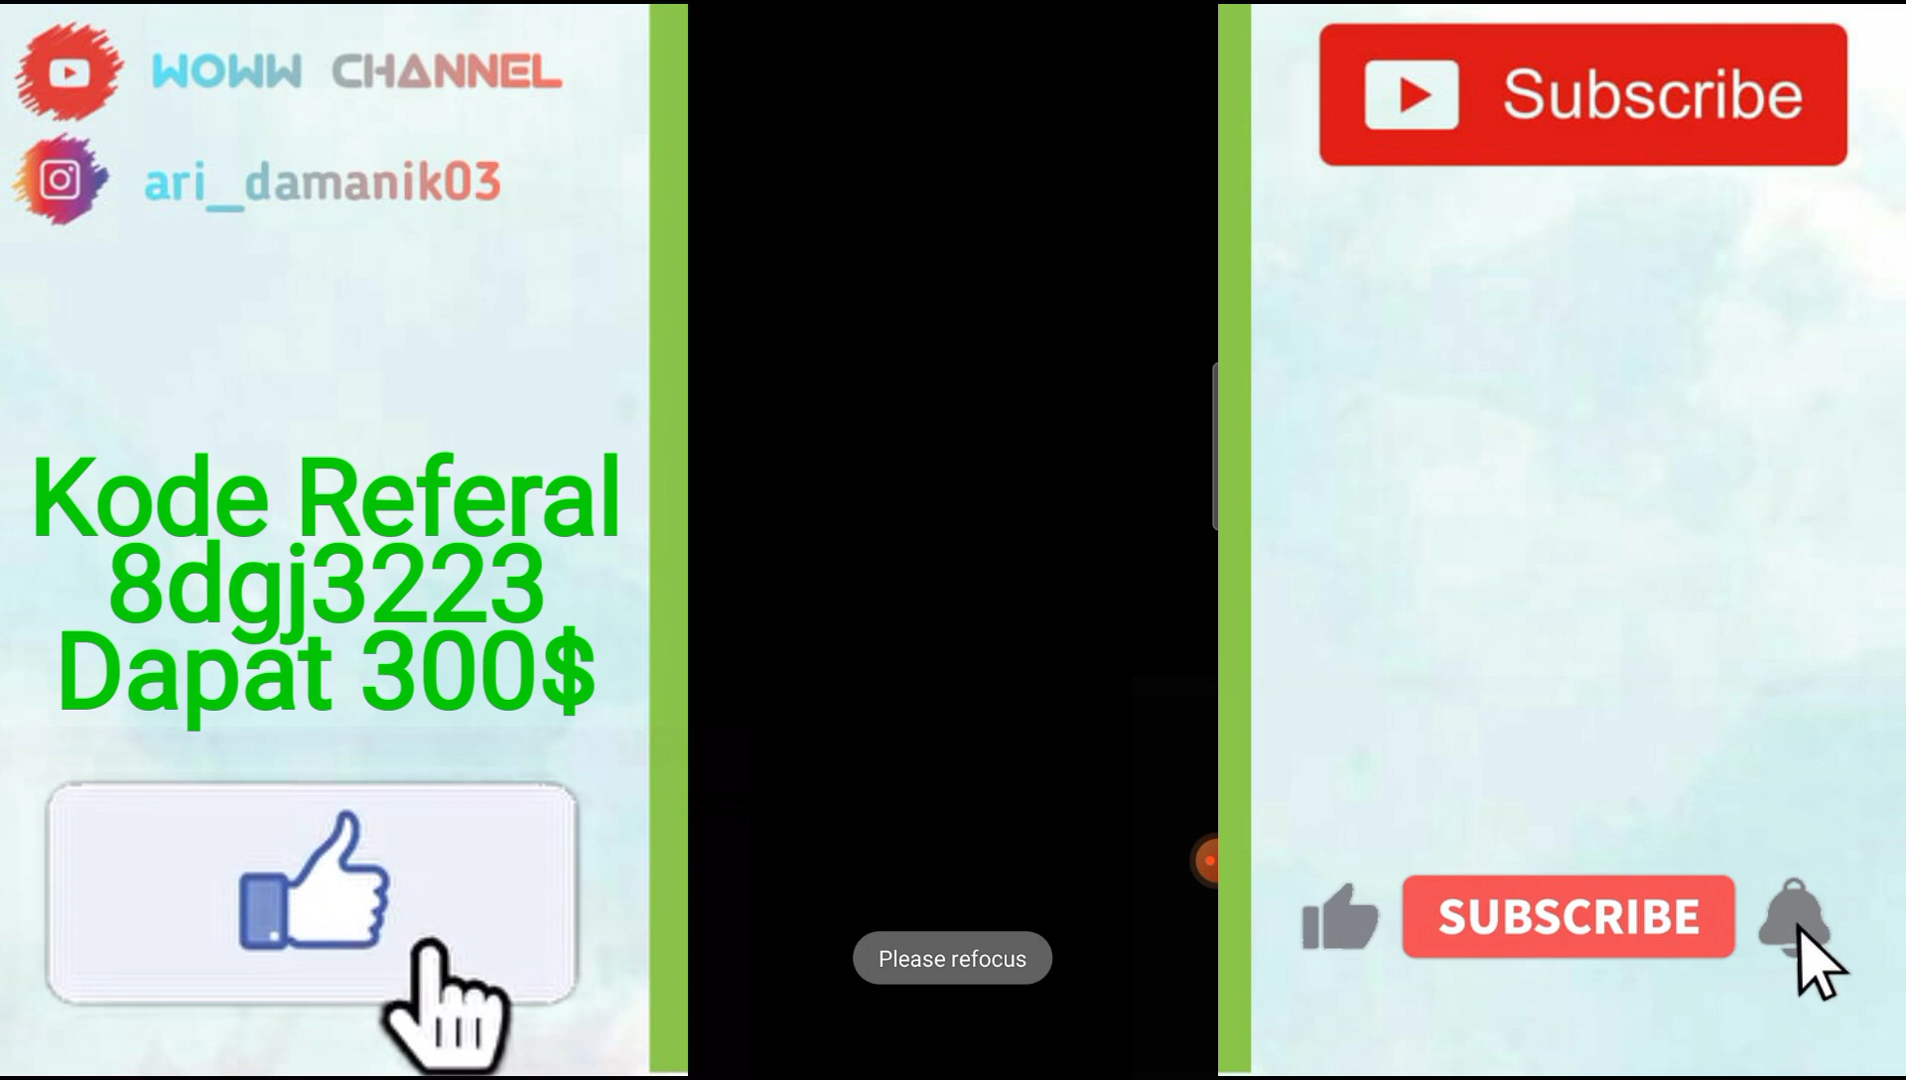 WOWW CHANNEL
ari_damanik03
Kode Referal
8dgj3223
Dapat 300$
Please refocus
Subscribe
SUBSCRIBE